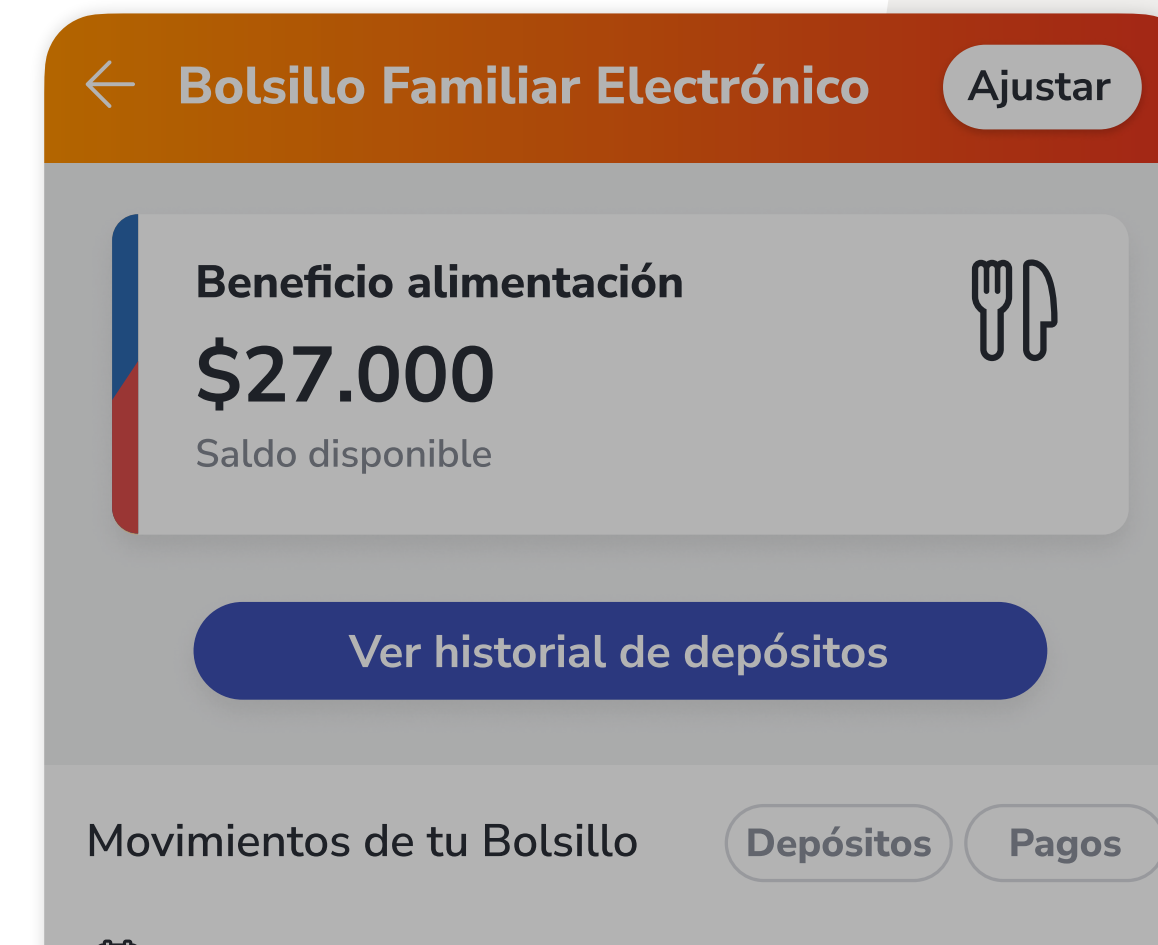 Bolsillo Familiar Electrónico
Ajustar
Beneficio alimentación
$27.000
Saldo disponible
Ver historial de depósitos
Movimientos de tu Bolsillo
Depósitos
Pagos